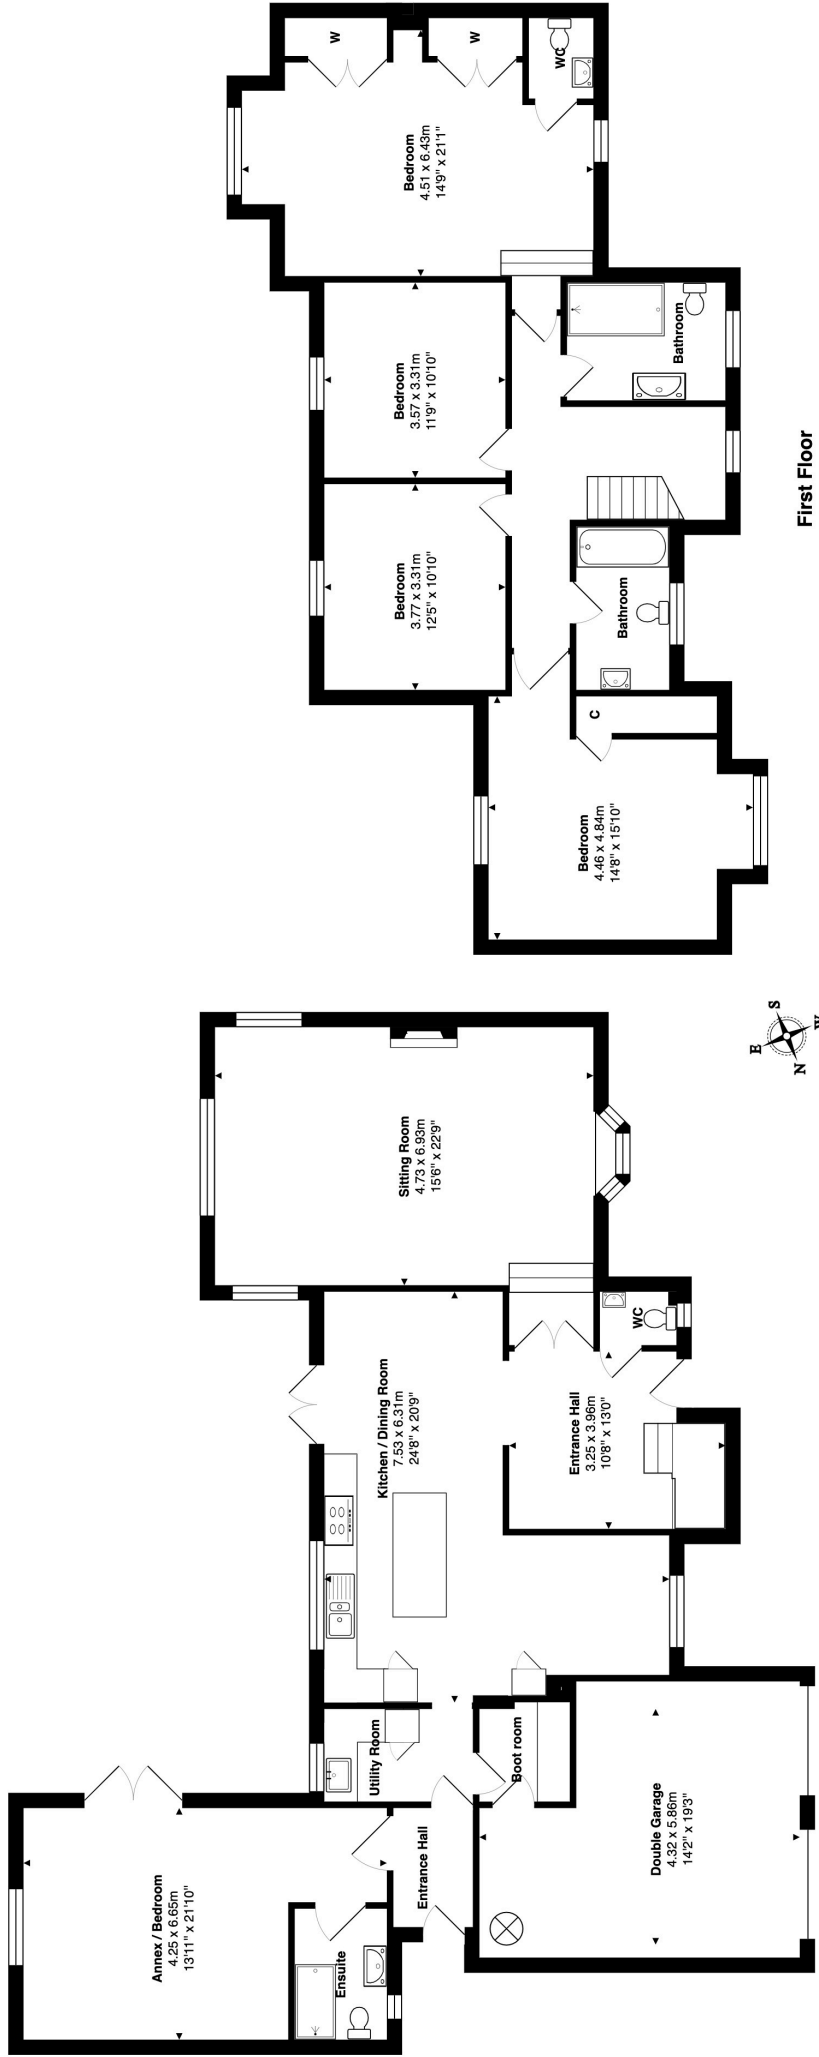 Annex / Bedroom
4.25 x 6.65m
13'11" x 21'10"
Ensuite
Entrance Hall
Utility Room
Boot room
Double Garage
4.32 x 5.86m
14'2" x 19'3"
Kitchen / Dining Room
7.53 x 6.31m
24'8" x 20'9"
Entrance Hall
3.25 x 3.96m
10'8" x 13'0"
WC
Sitting Room
4.73 x 6.93m
15'6" x 22'9"
N
E
S
W
Bedroom
4.46 x 4.84m
14'8" x 15'10"
C
Bathroom
Bedroom
3.77 x 3.31m
12'5" x 10'10"
Bedroom
3.57 x 3.31m
11'9" x 10'10"
Bathroom
Bedroom
4.51 x 6.43m
14'9" x 21'1"
W
W
WC
First Floor